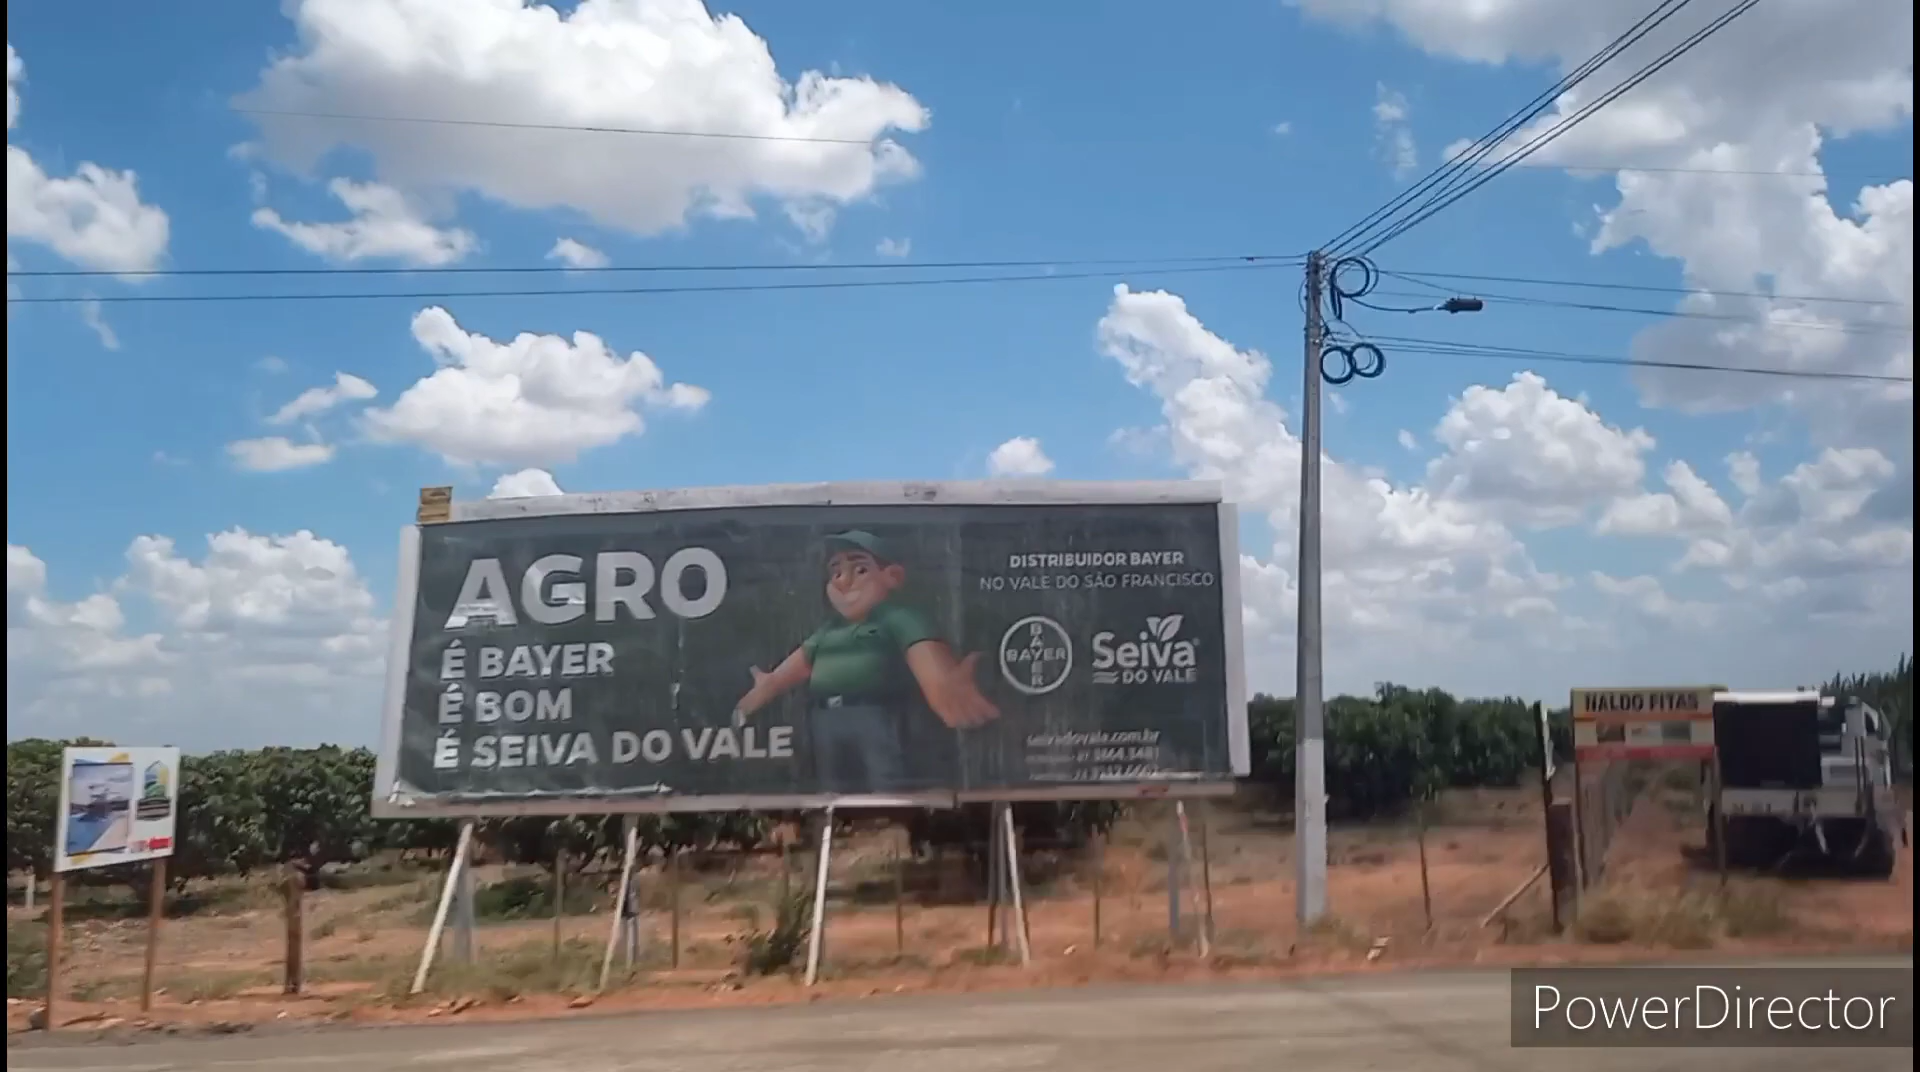 AGRO
É BAYER
É BOM
É SEIVA DO VALE
DISTRIBUIDOR BAYER
NO VALE DO SÃO FRANCISCO
BAYER
BAYER
Seiva
DO VALE
seivadovale.com.br
NALDO FITAS
PowerDirector